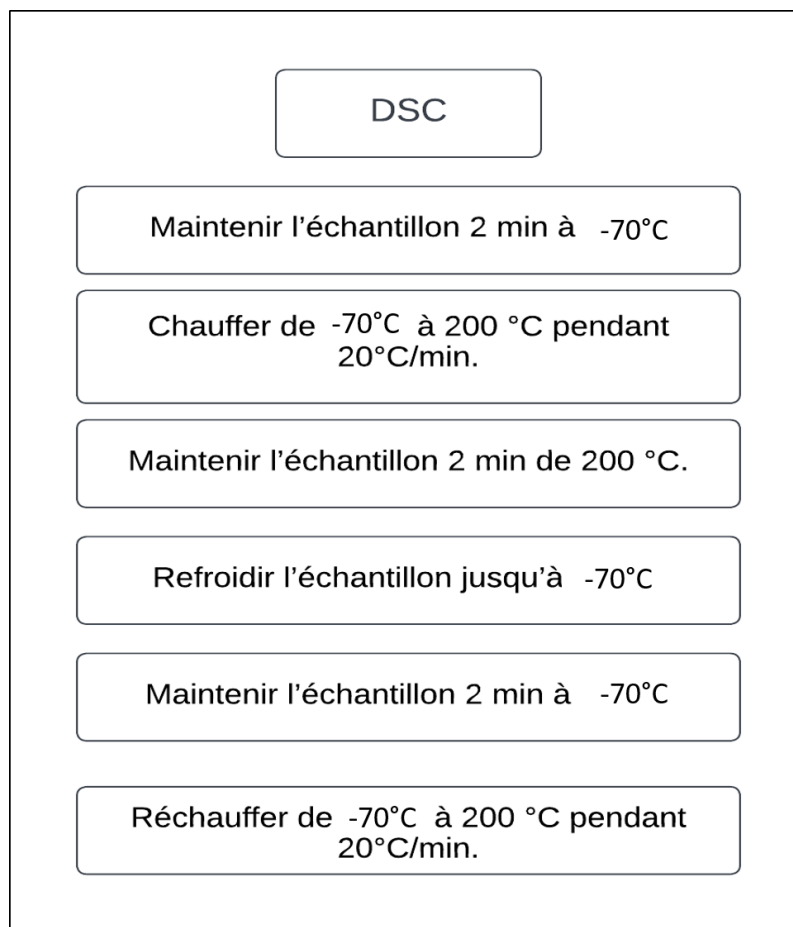 DSC
Maintenir l’échantillon 2 min à -70°C
Chauffer de -70°C à 200 °C pendant
20°C/min.
Maintenir l’échantillon 2 min de 200 °C.
Refroidir l’échantillon jusqu’à -70°C
Maintenir l’échantillon 2 min à -70°C
Réchauffer de -70°C à 200 °C pendant
20°C/min.